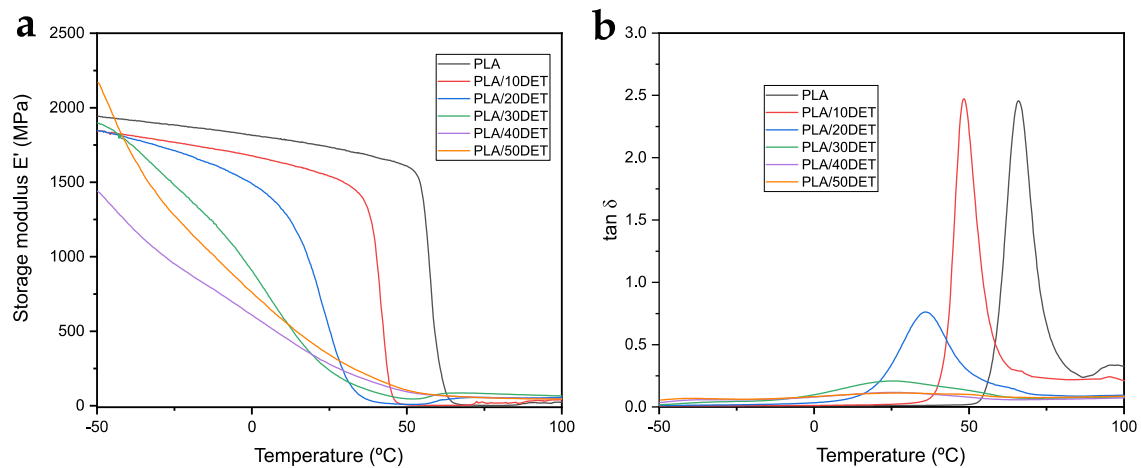 a
2500
2000
1500
1000
500
0
Storage modulus E' (MPa)
-50
0
50
100
Temperature (ºC)
PLA
PLA/10DET
PLA/20DET
PLA/30DET
PLA/40DET
PLA/50DET
b
3.0
2.5
2.0
1.5
1.0
0.5
0.0
tan δ
-50
0
50
100
Temperature (ºC)
PLA
PLA/10DET
PLA/20DET
PLA/30DET
PLA/40DET
PLA/50DET